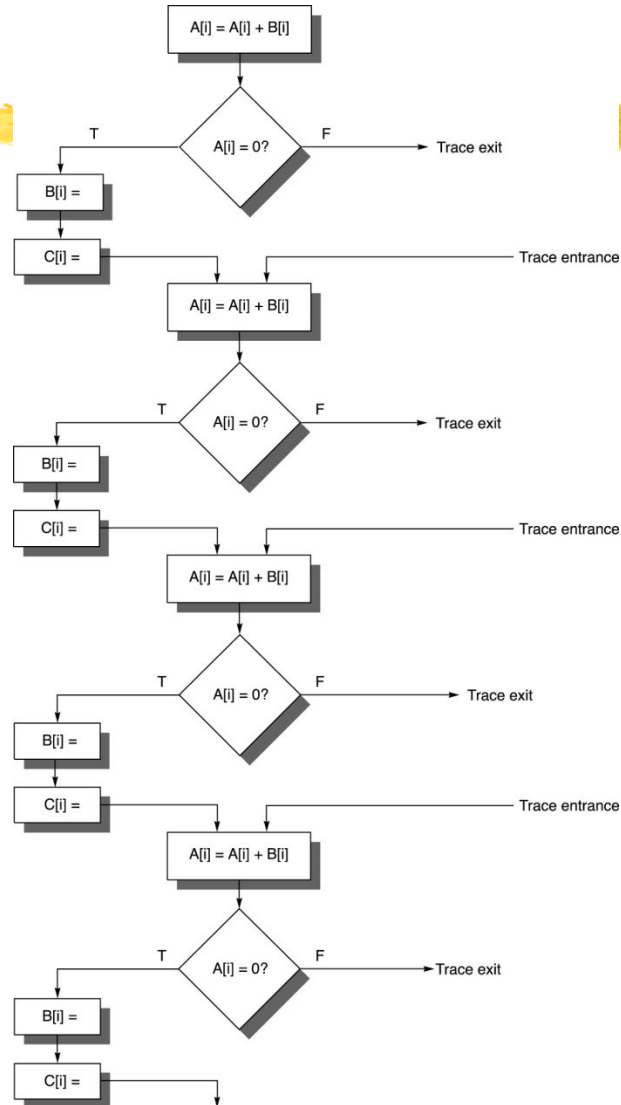 A[i] = A[i] + B[i]
A[i] = 0?
T
F
Trace exit
B[i] =
C[i] =
Trace entrance
A[i] = A[i] + B[i]
A[i] = 0?
T
F
Trace exit
B[i] =
C[i] =
Trace entrance
A[i] = A[i] + B[i]
A[i] = 0?
T
F
Trace exit
B[i] =
C[i] =
Trace entrance
A[i] = A[i] + B[i]
A[i] = 0?
T
F
Trace exit
B[i] =
C[i] =